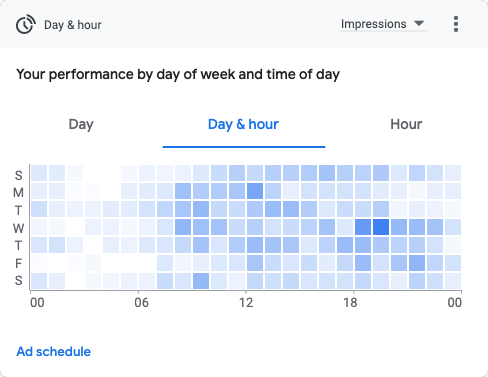 Day & hour
Impressions
Your performance by day of week and time of day
Day
Day & hour
Hour
S
M
T
W
T
F
S
00 06 12 18 00
Ad schedule